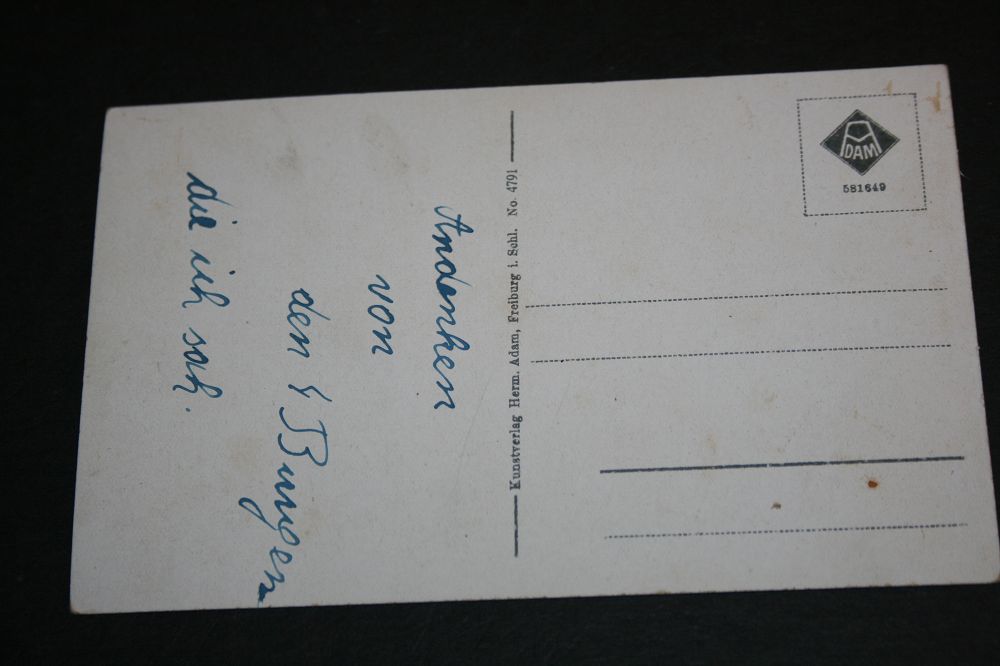 Andenken
von
den 4 Burgen
die ich sah.
Kunstverlag Herm. Adam, Freiburg i. Schl. No. 4791
ADAM
581649